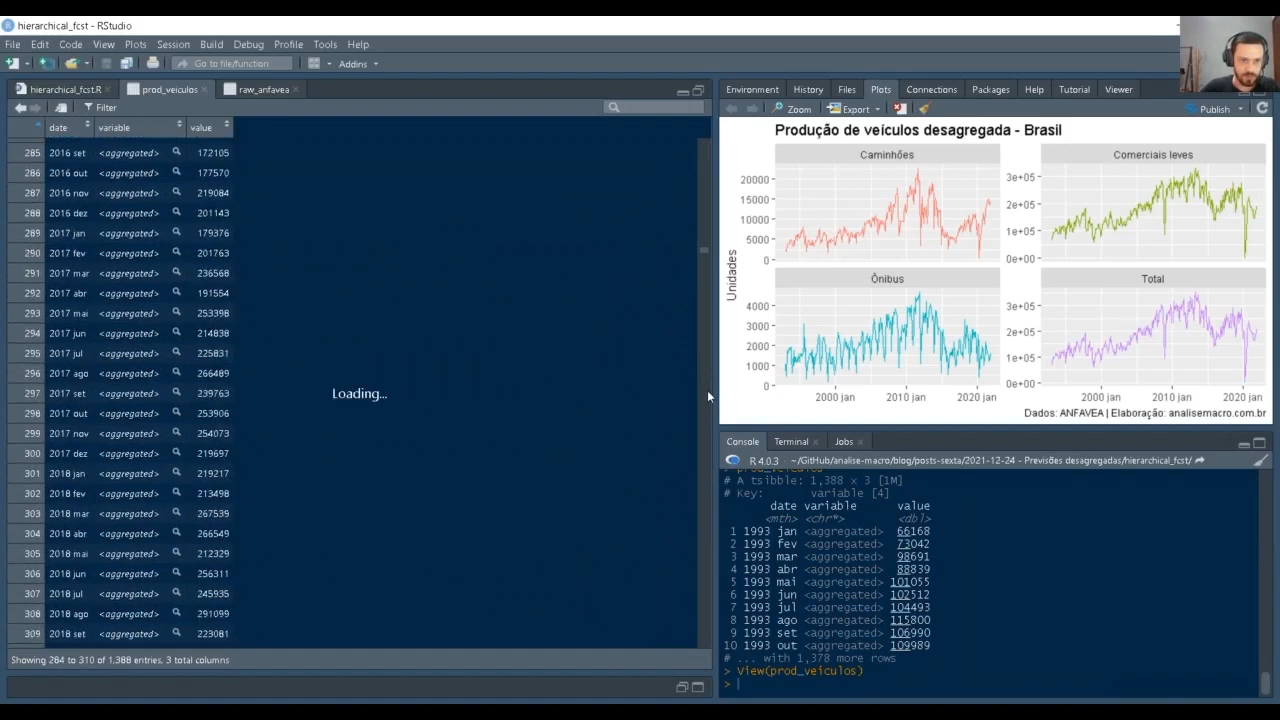 hierarchical_fcst - RStudio
File Edit Code View Plots Session Build Debug Profile Tools Help
Go to file/function Addins
hierarchical_fcst.R prod_veiculos raw_anfavea
Filter
date variable value
285 2016 set <aggregated> 172105
286 2016 out <aggregated> 177570
287 2016 nov <aggregated> 219084
288 2016 dez <aggregated> 201143
289 2017 jan <aggregated> 179376
290 2017 fev <aggregated> 201763
291 2017 mar <aggregated> 236568
292 2017 abr <aggregated> 191554
293 2017 mai <aggregated> 253398
294 2017 jun <aggregated> 214838
295 2017 jul <aggregated> 225831
296 2017 ago <aggregated> 266489
297 2017 set <aggregated> 239763
298 2017 out <aggregated> 253906
299 2017 nov <aggregated> 254073
300 2017 dez <aggregated> 219697
301 2018 jan <aggregated> 219217
302 2018 fev <aggregated> 213498
303 2018 mar <aggregated> 267539
304 2018 abr <aggregated> 266549
305 2018 mai <aggregated> 212329
306 2018 jun <aggregated> 256311
307 2018 jul <aggregated> 245935
308 2018 ago <aggregated> 291099
309 2018 set <aggregated> 223081
Loading...
Showing 284 to 310 of 1,388 entries, 3 total columns
Environment History Files Plots Connections Packages Help Tutorial Viewer
Zoom Export Publish
Produção de veículos desagregada - Brasil
Caminhões Comerciais leves
20000
15000
10000
5000
0
3e+05
2e+05
1e+05
0e+00
Unidades
Ônibus Total
4000
3000
2000
1000
0
3e+05
2e+05
1e+05
0e+00
2000 jan 2010 jan 2020 jan 2000 jan 2010 jan 2020 jan
Dados: ANFAVEA | Elaboração: analisemacro.com.br
Console Terminal Jobs
R 4.0.3 · ~/GitHub/analise-macro/blog/posts-sexta/2021-12-24 - Previsões desagregadas/hierarchical_fcst/
> prod_veiculos
# A tsibble: 1,388 x 3 [1M]
# Key: variable [4]
date variable value
<mth> <chr*> <dbl>
1 1993 jan <aggregated> 66168
2 1993 fev <aggregated> 73042
3 1993 mar <aggregated> 98691
4 1993 abr <aggregated> 88839
5 1993 mai <aggregated> 101055
6 1993 jun <aggregated> 102512
7 1993 jul <aggregated> 104493
8 1993 ago <aggregated> 115800
9 1993 set <aggregated> 106990
10 1993 out <aggregated> 109989
# ... with 1,378 more rows
> View(prod_veiculos)
>